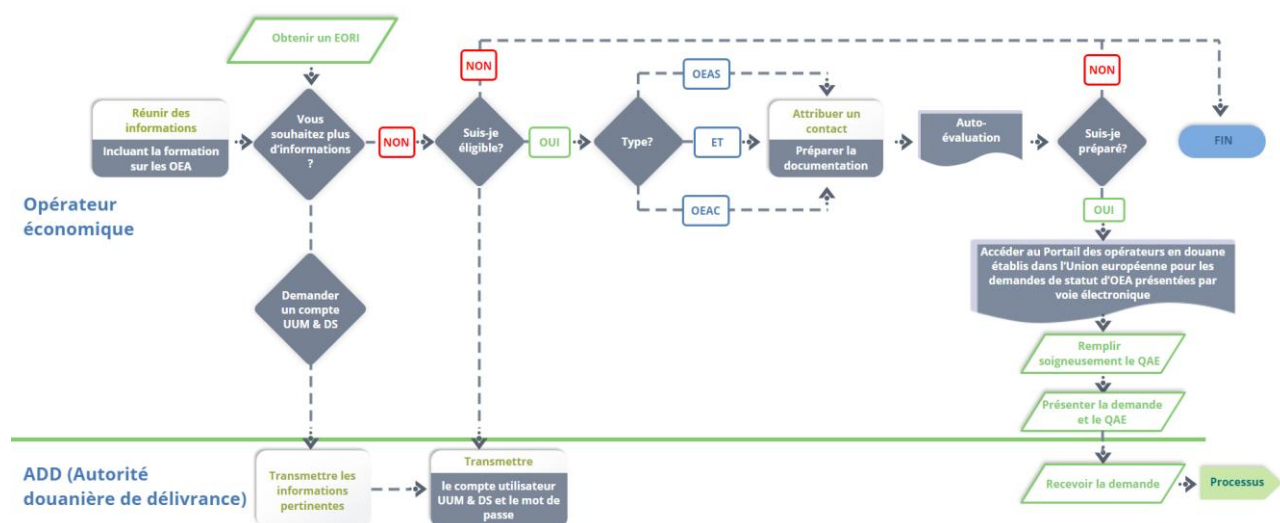 Obtenir un EORI
NON
NON
OEAS
Réunir des
informations
Incluant la formation
sur les OEA
Vous
souhaitez plus
d'informations
?
NON
Suis-je
éligible?
OUI
Type?
ET
Attribuer un
contact
Préparer la
documentation
Auto-
évaluation
Suis-je
préparé?
FIN
OEAC
OUI
Opérateur
économique
Accéder au Portail des opérateurs en douane
établis dans l'Union européenne pour les
demandes de statut d'OEA présentées par
voie électronique
Demander
un compte
UUM & DS
Remplir
soigneusement le QAE
Présenter la demande
et le QAE
ADD (Autorité
douanière de délivrance)
Transmettre les
informations
pertinentes
Transmettre
le compte utilisateur
UUM & DS et le mot de
passe
Recevoir la demande
Processus